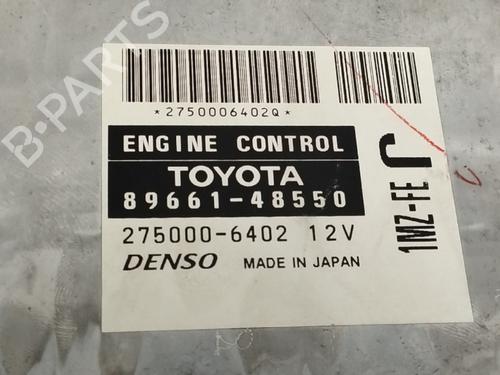 *2750006402Q*
ENGINE CONTROL
TOYOTA
89661-48550
275000-6402 12V
DENSO MADE IN JAPAN
1MZ-FE J
B-PARTS